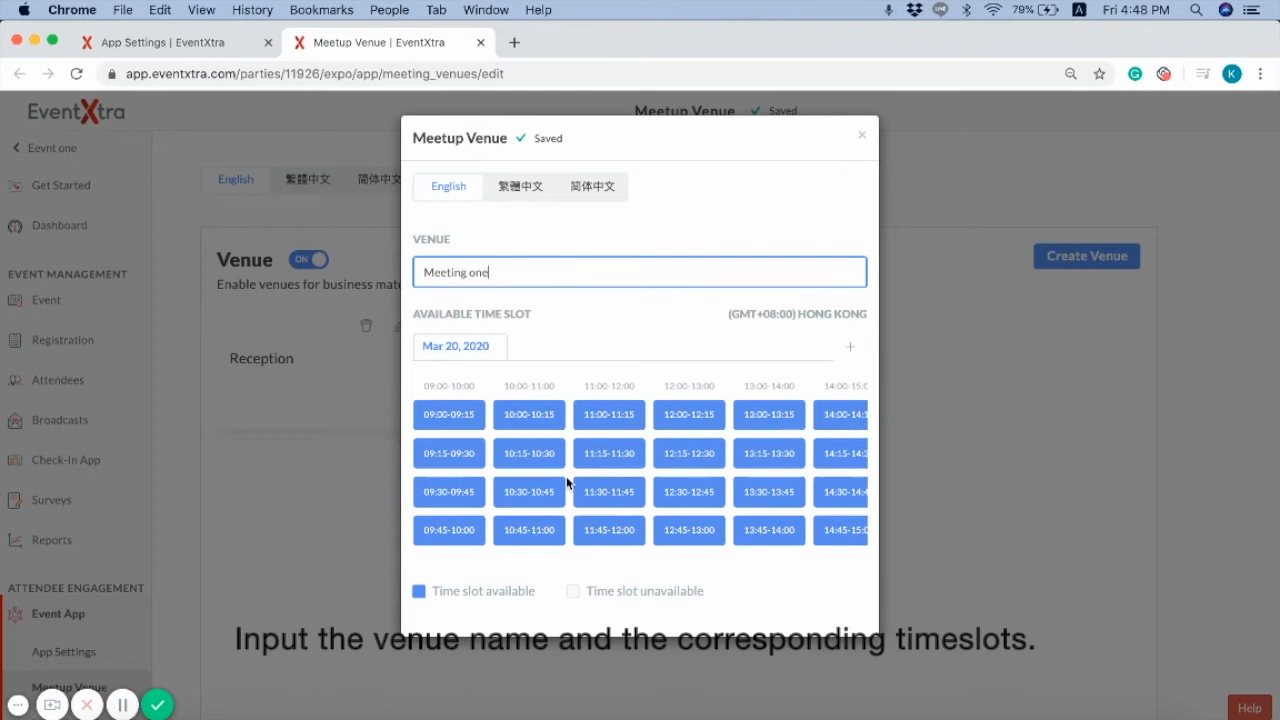 Chrome File Edit View History Bookmarks People Tab Window Help 79% A Fri 4:48 PM
App Settings | EventXtra
Meetup Venue | EventXtra
app.eventxtra.com/parties/11926/expo/app/meeting_venues/edit
K
EventXtra
Meetup Venue Saved
Eevnt one
Get Started
Dashboard
EVENT MANAGEMENT
Event
Registration
Attendees
Broadcasts
Check-In App
Surveys
Reports
ATTENDEE ENGAGEMENT
Event App
App Settings
Meetup Venue
English 繁體中文 简体中文
Venue ON
Enable venues for business
Reception
Create Venue
Meetup Venue Saved
English 繁體中文 简体中文
VENUE
Meeting one
AVAILABLE TIME SLOT (GMT+08:00) HONG KONG
Mar 20, 2020
09:00-10:00 10:00-11:00 11:00-12:00 12:00-13:00 13:00-14:00 14:00-15:0
09:00-09:15 10:00-10:15 11:00-11:15 12:00-12:15 13:00-13:15 14:00-14:1
09:15-09:30 10:15-10:30 11:15-11:30 12:15-12:30 13:15-13:30 14:15-14:3
09:30-09:45 10:30-10:45 11:30-11:45 12:30-12:45 13:30-13:45 14:30-14:4
09:45-10:00 10:45-11:00 11:45-12:00 12:45-13:00 13:45-14:00 14:45-15:0
Time slot available Time slot unavailable
Input the venue name and the corresponding timeslots.
Help